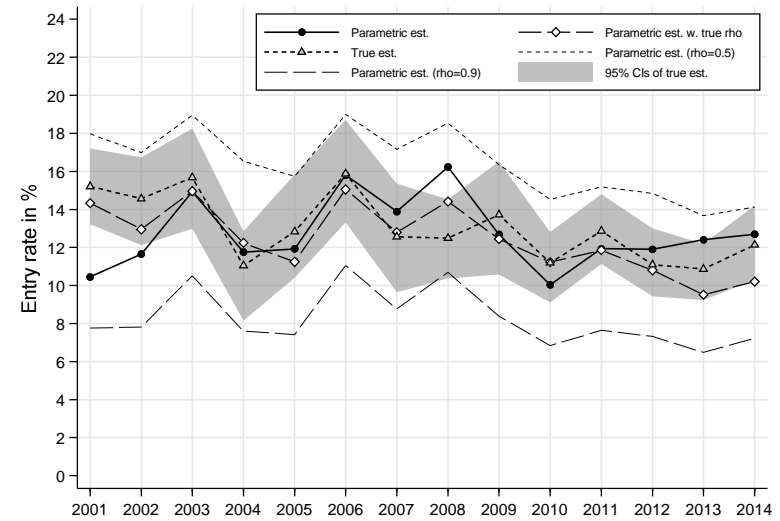 Parametric est.
Parametric est. w. true rho
True est.
Parametric est. (rho=0.5)
Parametric est. (rho=0.9)
95% CIs of true est.
Entry rate in %
24
22
20
18
16
14
12
10
8
6
4
2
0
2001 2002 2003 2004 2005 2006 2007 2008 2009 2010 2011 2012 2013 2014